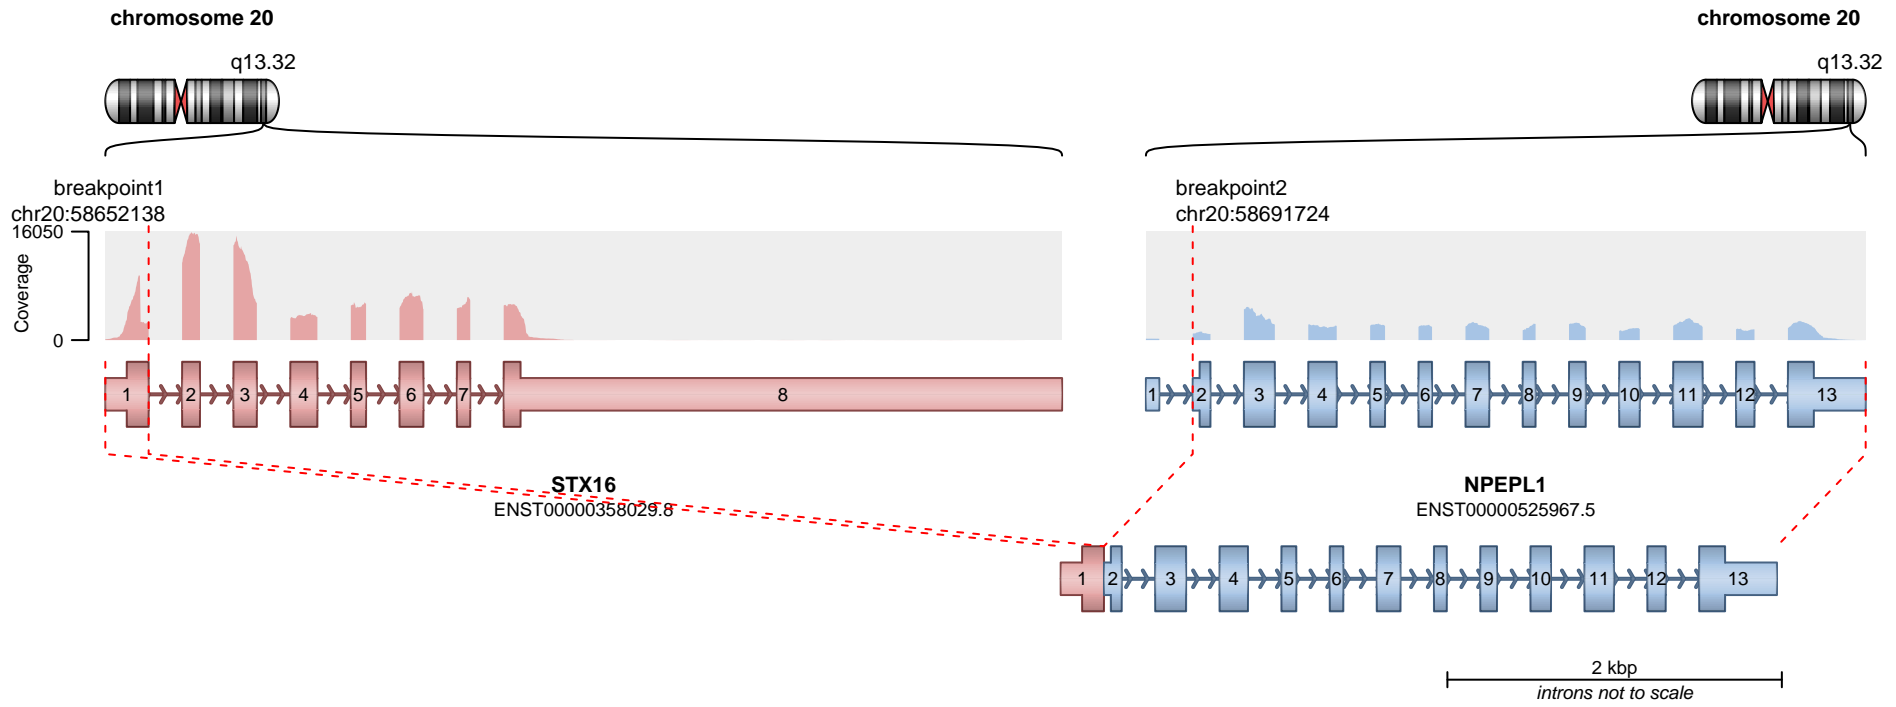 chromosome 20
chromosome 20
q13.32
q13.32
breakpoint1
chr20:58652138
breakpoint2
chr20:58691724
16050
Coverage
0
1 2 3 4 5 6 7 8
1 2 3 4 5 6 7 8 9 10 11 12 13
STX16
ENST00000358029.8
NPEPL1
ENST00000525967.5
1 2 3 4 5 6 7 8 9 10 11 12 13
2 kbp
introns not to scale